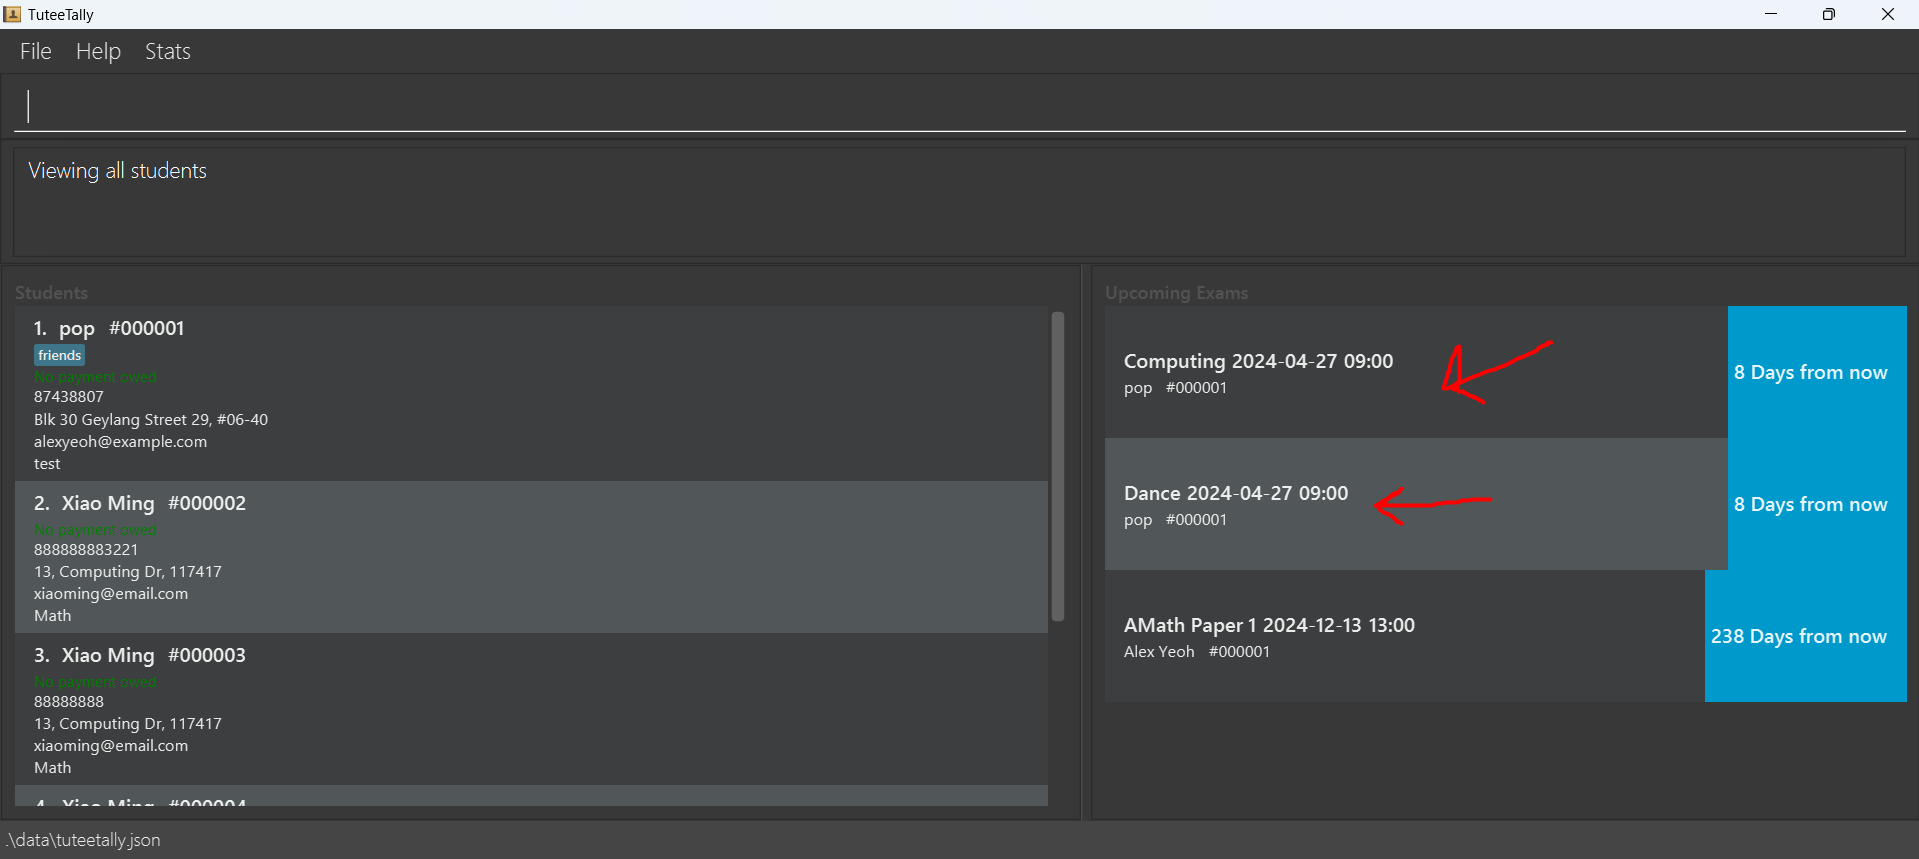 TuteeTally
File Help Stats
Viewing all students
Students
1. pop #000001
friends
No payment owed
87438807
Blk 30 Geylang Street 29, #06-40
alexyeoh@example.com
test
2. Xiao Ming #000002
No payment owed
888888883221
13, Computing Dr, 117417
xiaoming@email.com
Math
3. Xiao Ming #000003
No payment owed
88888888
13, Computing Dr, 117417
xiaoming@email.com
Math
4. Xiao Ming #000004
Upcoming Exams
Computing 2024-04-27 09:00
pop #000001
8 Days from now
Dance 2024-04-27 09:00
pop #000001
8 Days from now
AMath Paper 1 2024-12-13 13:00
Alex Yeoh #000001
238 Days from now
.\data\tuteetally.json